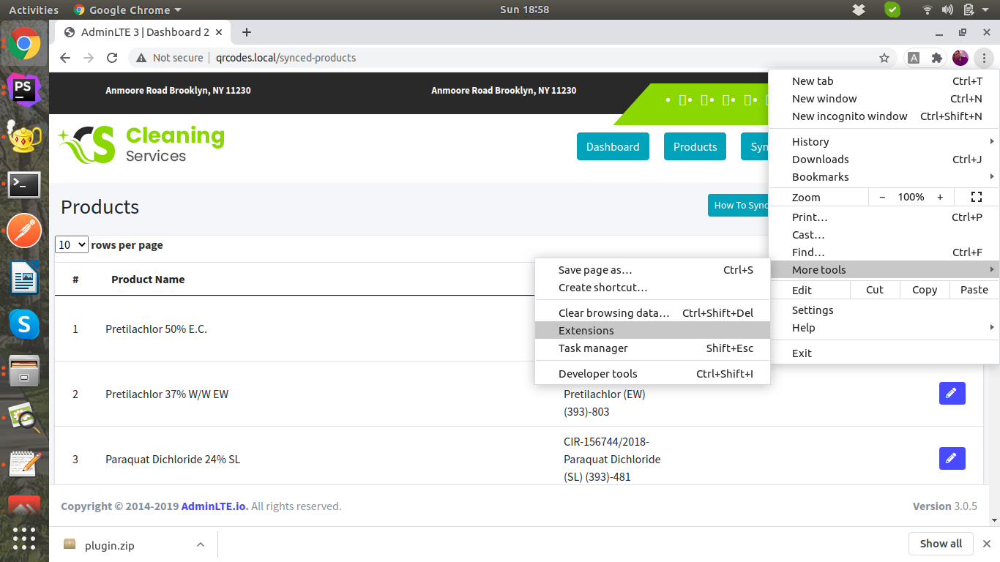 Activities Google Chrome Sun 18:58
AdminLTE 3 | Dashboard 2
Not secure qrcodes.local/synced-products
Anmoore Road Brooklyn, NY 11230 Anmoore Road Brooklyn, NY 11230
Cleaning
Services
Dashboard Products Syn
Products
How To Sync
10 rows per page
# Product Name
1 Pretilachlor 50% E.C.
2 Pretilachlor 37% W/W EW
Pretilachlor (EW)
(393)-803
3 Paraquat Dichloride 24% SL
CIR-156744/2018-
Paraquat Dichloride
(SL) (393)-481
Copyright © 2014-2019 AdminLTE.io. All rights reserved. Version 3.0.5
plugin.zip Show all
New tab Ctrl+T
New window Ctrl+N
New incognito window Ctrl+Shift+N
History
Downloads Ctrl+J
Bookmarks
Zoom − 100% +
Print… Ctrl+P
Cast…
Find… Ctrl+F
More tools
Edit Cut Copy Paste
Settings
Help
Exit
Save page as… Ctrl+S
Create shortcut…
Clear browsing data… Ctrl+Shift+Del
Extensions
Task manager Shift+Esc
Developer tools Ctrl+Shift+I
PS
A
S